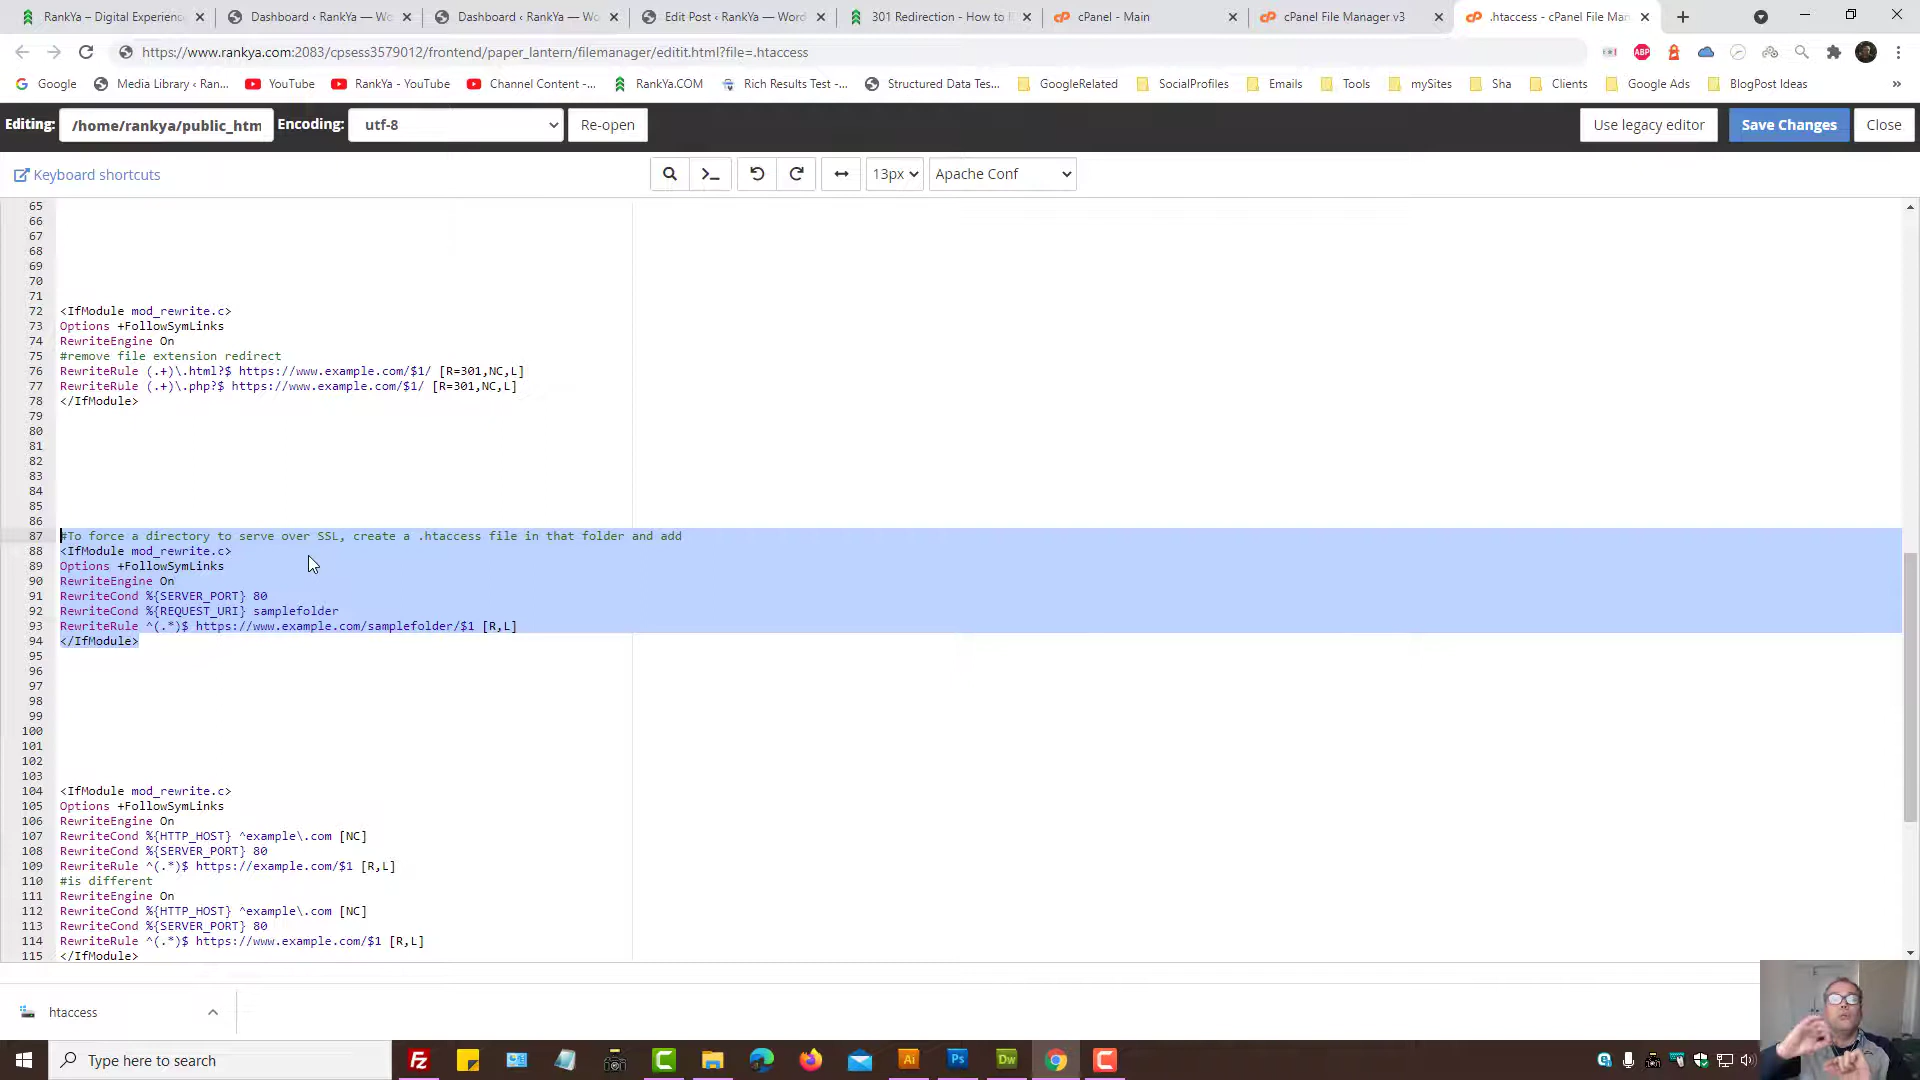 RankYa – Digital Experienc
Dashboard ‹ RankYa — Wo
Dashboard ‹ RankYa — Wo
Edit Post ‹ RankYa — Word
301 Redirection - How to
cPanel - Main
cPanel File Manager v3
.htaccess - cPanel File Man
https://www.rankya.com:2083/cpsess3579012/frontend/paper_lantern/filemanager/editit.html?file=.htaccess
ABP
Google
Media Library ‹ Ran...
YouTube
RankYa - YouTube
Channel Content -...
RankYa.COM
Rich Results Test -...
Structured Data Tes...
GoogleRelated
SocialProfiles
Emails
Tools
mySites
Sha
Clients
Google Ads
BlogPost Ideas
»
Editing: /home/rankya/public_htm Encoding: utf-8 Re-open
Use legacy editor Save Changes Close
Keyboard shortcuts
13px
Apache Conf
65
66
67
68
69
70
71
72 <IfModule mod_rewrite.c>
73 Options +FollowSymLinks
74 RewriteEngine On
75 #remove file extension redirect
76 RewriteRule (.+)\.html?$ https://www.example.com/$1/ [R=301,NC,L]
77 RewriteRule (.+)\.php?$ https://www.example.com/$1/ [R=301,NC,L]
78 </IfModule>
79
80
81
82
83
84
85
86
87 #To force a directory to serve over SSL, create a .htaccess file in that folder and add
88 <IfModule mod_rewrite.c>
89 Options +FollowSymLinks
90 RewriteEngine On
91 RewriteCond %{SERVER_PORT} 80
92 RewriteCond %{REQUEST_URI} samplefolder
93 RewriteRule ^(.*)$ https://www.example.com/samplefolder/$1 [R,L]
94 </IfModule>
95
96
97
98
99
100
101
102
103
104 <IfModule mod_rewrite.c>
105 Options +FollowSymLinks
106 RewriteEngine On
107 RewriteCond %{HTTP_HOST} ^example\.com [NC]
108 RewriteCond %{SERVER_PORT} 80
109 RewriteRule ^(.*)$ https://example.com/$1 [R,L]
110 #is different
111 RewriteEngine On
112 RewriteCond %{HTTP_HOST} ^example\.com [NC]
113 RewriteCond %{SERVER_PORT} 80
114 RewriteRule ^(.*)$ https://www.example.com/$1 [R,L]
115 </IfModule>
htaccess
Type here to search
Fz
Ai
Ps
Dw